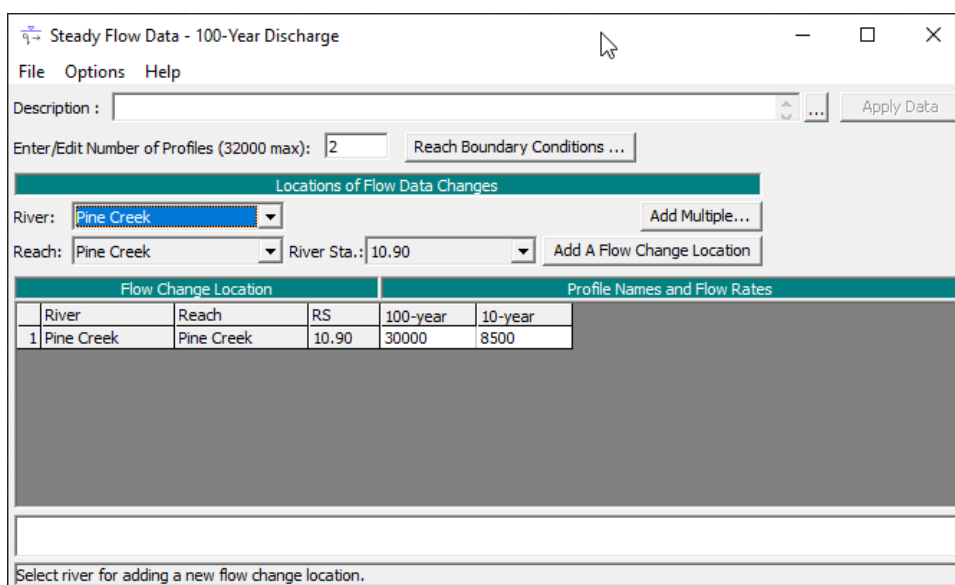 Steady Flow Data - 100-Year Discharge
File Options Help
Description : ... Apply Data
Enter/Edit Number of Profiles (32000 max): 2 Reach Boundary Conditions ...
Locations of Flow Data Changes
River: Pine Creek Add Multiple...
Reach: Pine Creek River Sta.: 10.90 Add A Flow Change Location
Flow Change Location Profile Names and Flow Rates
River Reach RS 100-year 10-year
1 Pine Creek Pine Creek 10.90 30000 8500
Select river for adding a new flow change location.